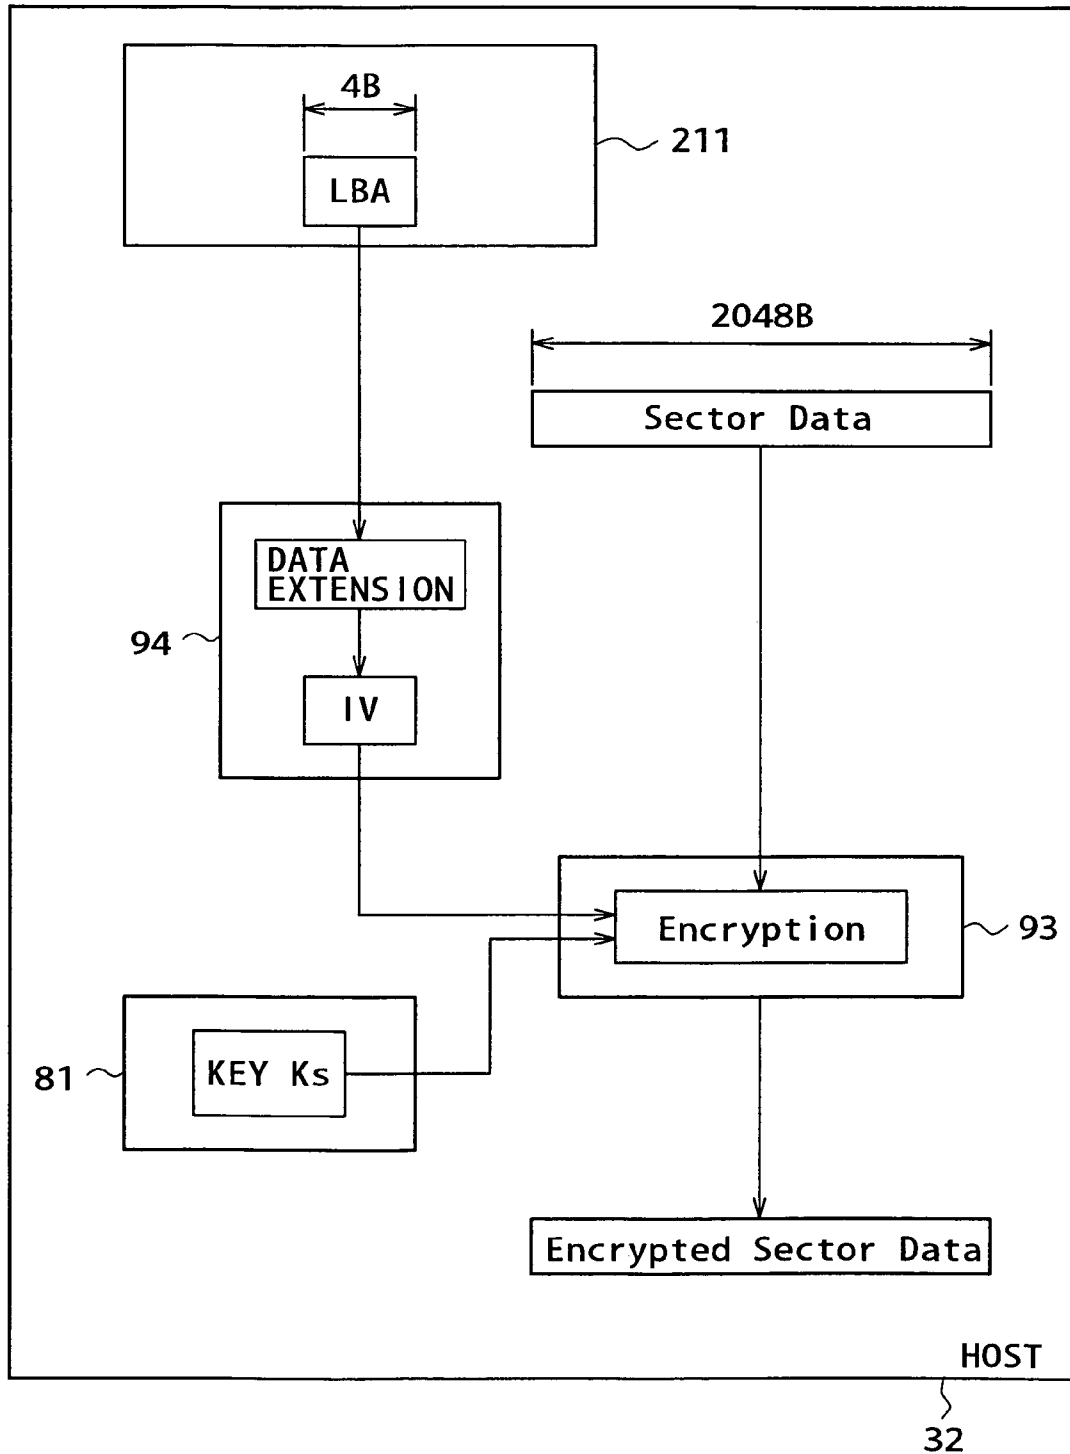 4B
211
LBA
2048B
Sector Data
DATA
EXTENSION
94
IV
Encryption
93
81
KEY Ks
Encrypted Sector Data
HOST
32